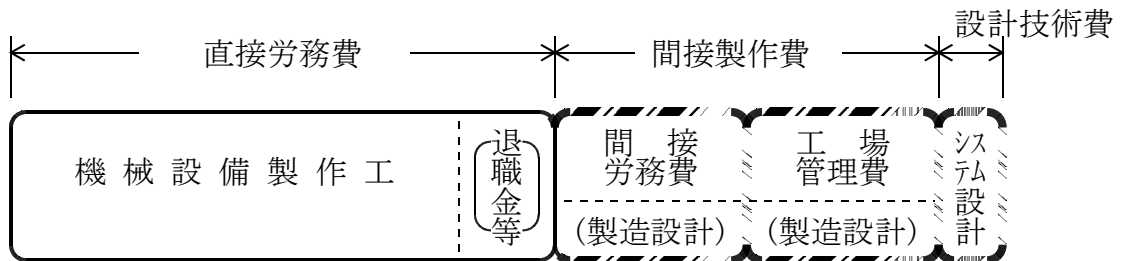 設計技術費
直接労務費
間接製作費
機械設備製作工
退職金等
間接
労務費
(製造設計)
工場
管理費
(製造設計)
システム設計